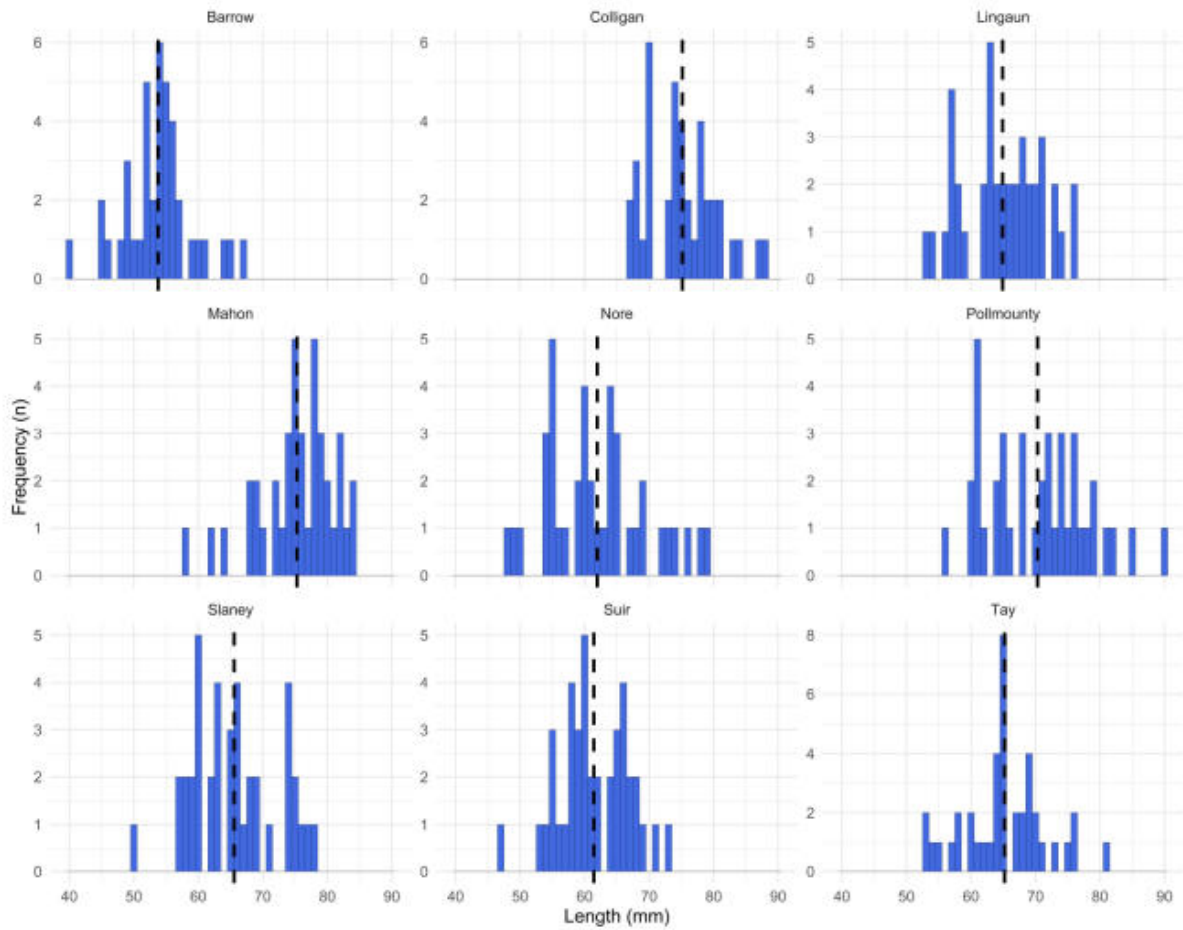 Barrow Colligan Lingaun
6 6 5
4
4 4
3
2
2 2
1
0 0 0
Mahon Nore Pollmounty
5 5 5
4 4 4
3 3 3
2 2 2
1 1 1
0 0 0
Frequency (n)
Slaney Suir Tay
5 5 8
4 4
6
3 3
4
2 2
2
1 1
0 0 0
40 50 60 70 80 90 40 50 60 70 80 90 40 50 60 70 80 90
Length (mm)